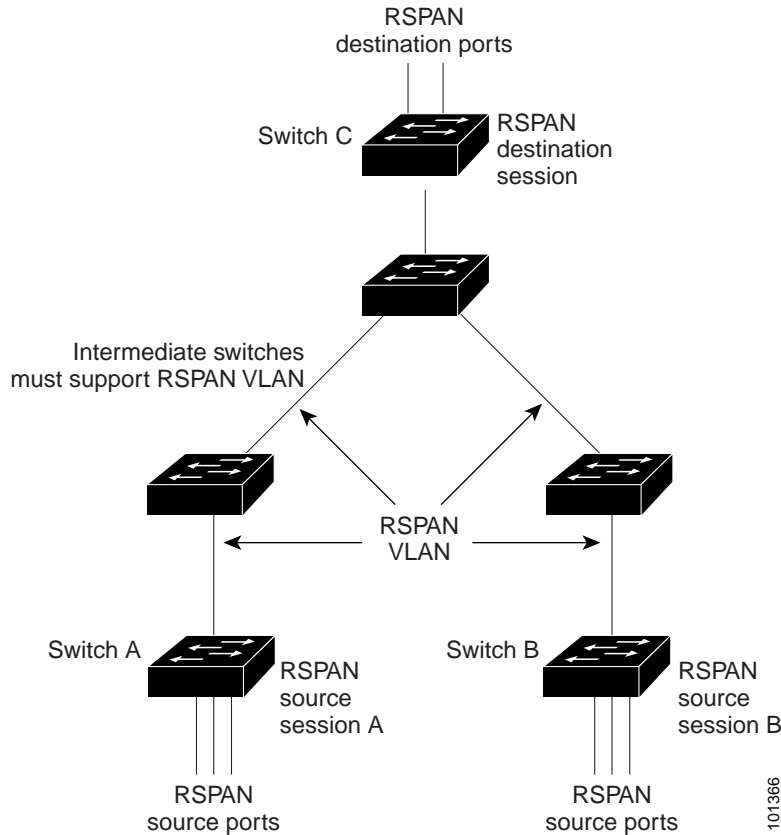 RSPAN
destination ports
Switch C
RSPAN
destination
session
Intermediate switches
must support RSPAN VLAN
RSPAN
VLAN
Switch A
RSPAN
source
session A
Switch B
RSPAN
source
session B
RSPAN
source ports
RSPAN
source ports
101366